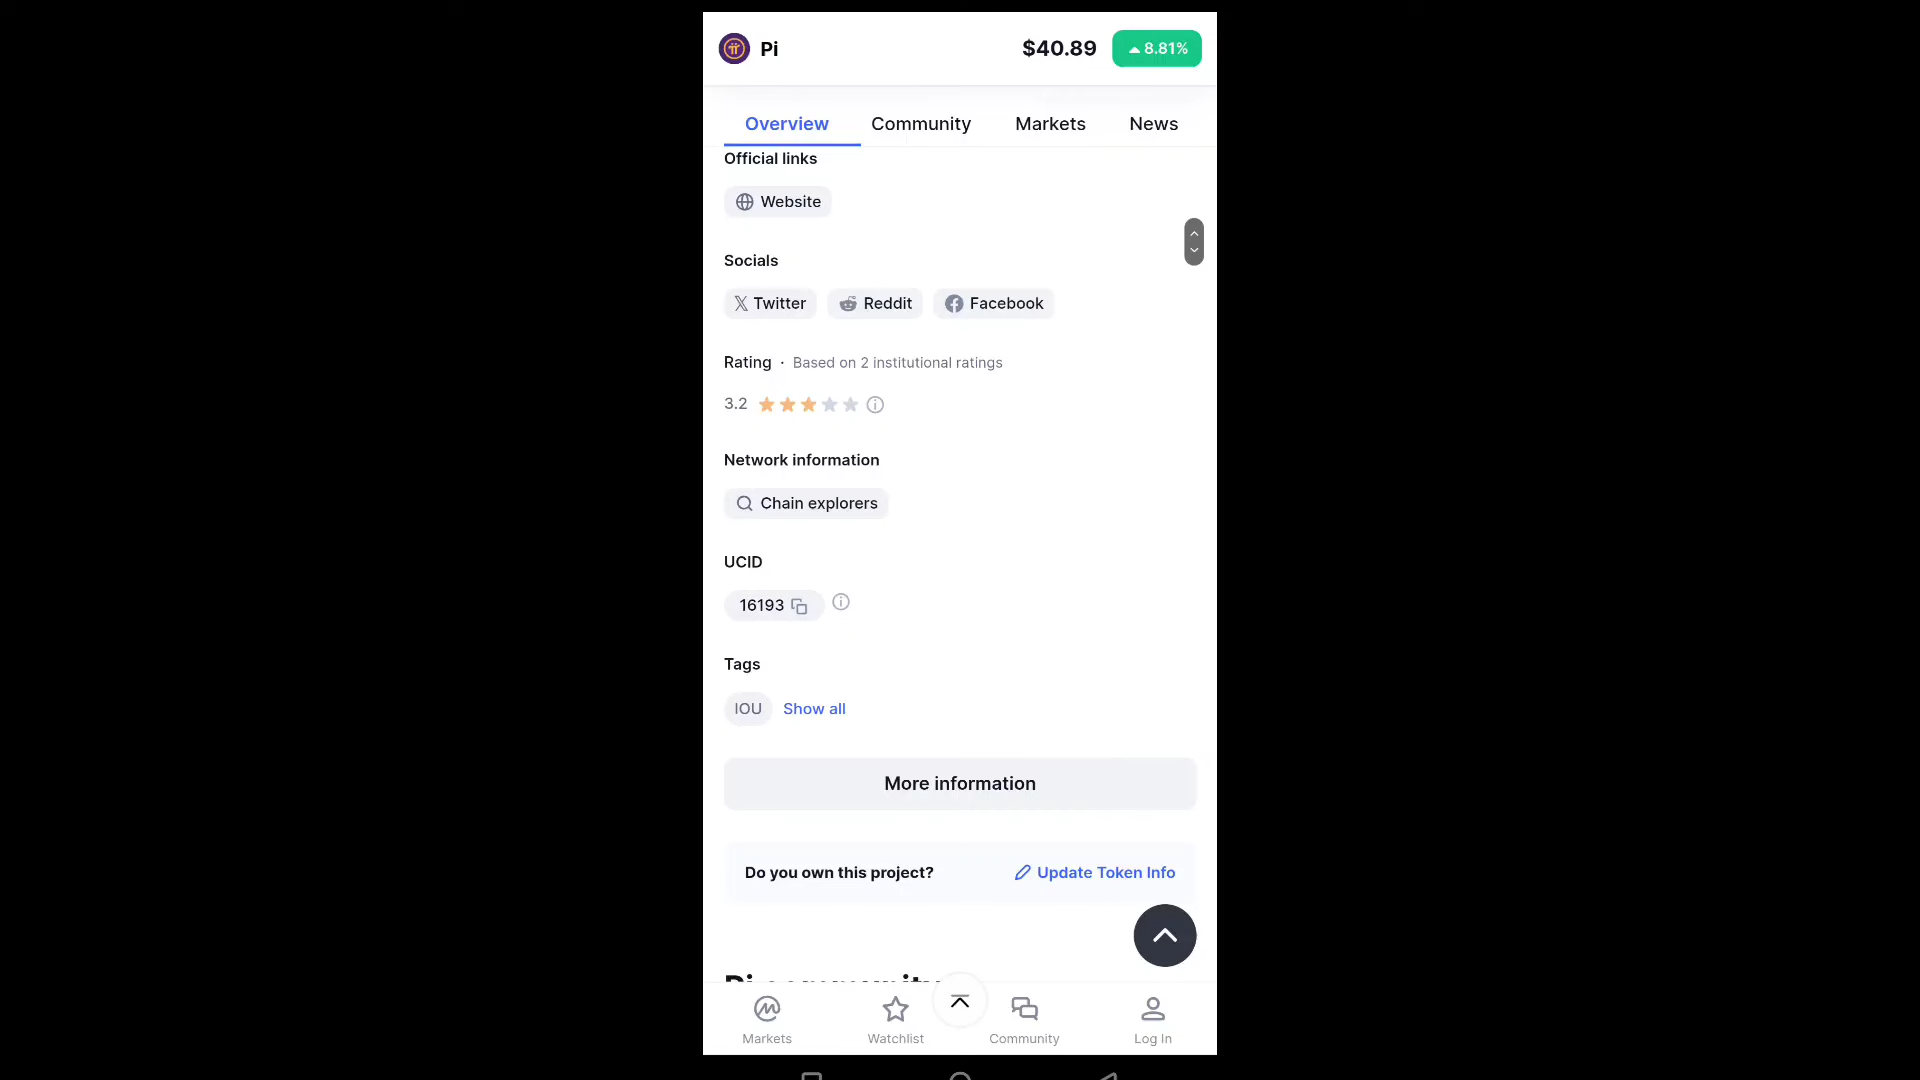 Pi $40.89 8.81%
Overview Community Markets News
Official links
Website
Socials
Twitter Reddit Facebook
Rating · Based on 2 institutional ratings
3.2
Network information
Chain explorers
UCID
16193
Tags
IOU Show all
More information
Do you own this project? Update Token Info
Pi community
Markets Watchlist Community Log In